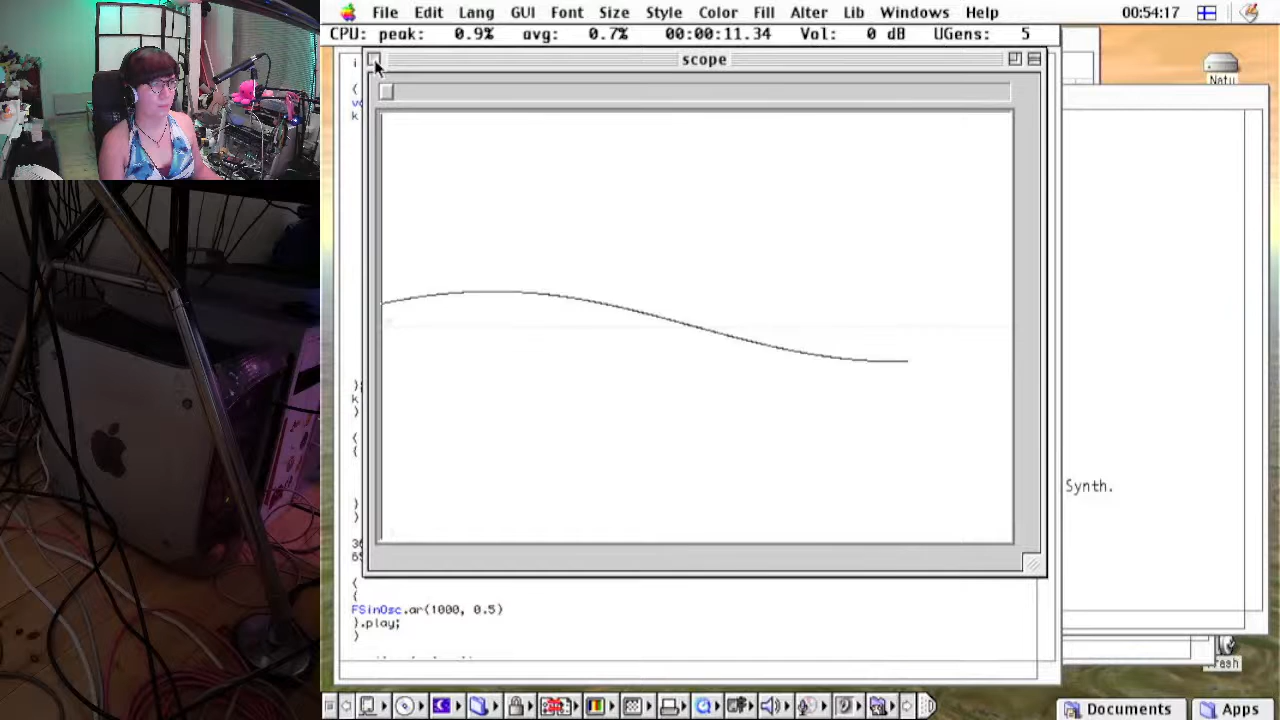 File Edit Lang GUI Font Size Style Color Fill Alter Lib Windows Help 00:54:17
CPU: peak: 0.9% avg: 0.7% 00:00:11.34 Vol: 0 dB UGens: 5
scope
i
(
k
Natu
);
k
)
(
(
)
)
Synth.
(
{
FSinOsc.ar(1000, 0.5)
}.play;
)
Documents Apps